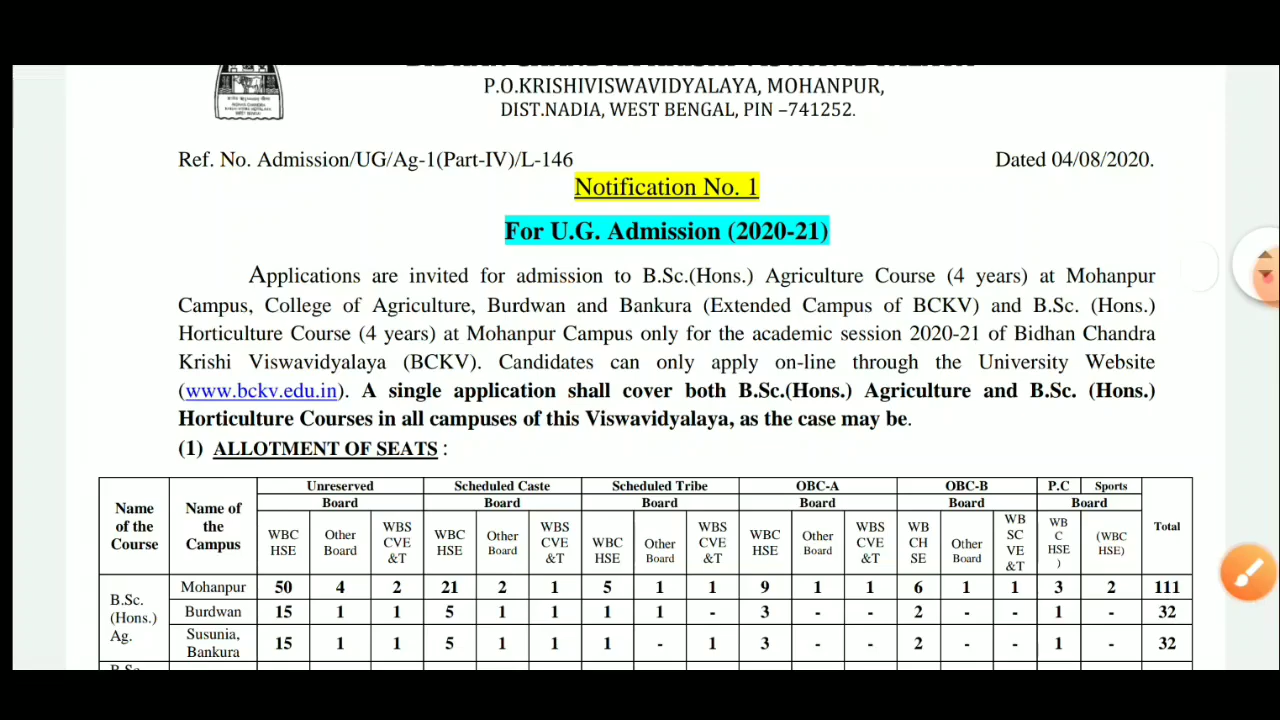 P.O.KRISHIVISWAVIDYALAYA, MOHANPUR,
DIST.NADIA, WEST BENGAL, PIN –741252.
Ref. No. Admission/UG/Ag-1(Part-IV)/L-146 Dated 04/08/2020.
Notification No. 1
For U.G. Admission (2020-21)
Applications are invited for admission to B.Sc.(Hons.) Agriculture Course (4 years) at Mohanpur
Campus, College of Agriculture, Burdwan and Bankura (Extended Campus of BCKV) and B.Sc. (Hons.)
Horticulture Course (4 years) at Mohanpur Campus only for the academic session 2020-21 of Bidhan Chandra
Krishi Viswavidyalaya (BCKV). Candidates can only apply on-line through the University Website
(www.bckv.edu.in). A single application shall cover both B.Sc.(Hons.) Agriculture and B.Sc. (Hons.)
Horticulture Courses in all campuses of this Viswavidyalaya, as the case may be.
(1) ALLOTMENT OF SEATS :
Name of the Course Name of the Campus Unreserved Scheduled Caste Scheduled Tribe OBC-A OBC-B P.C Sports Total
Board Board Board Board Board Board
WBC HSE Other Board WBS CVE &T WBC HSE Other Board WBS CVE &T WBC HSE Other Board WBS CVE &T WBC HSE Other Board WBS CVE &T WB CH SE Other Board WB SC VE &T WB C HSE ) (WBC HSE)
B.Sc. (Hons.) Ag. Mohanpur 50 4 2 21 2 1 5 1 1 9 1 1 6 1 1 3 2 111
Burdwan 15 1 1 5 1 1 1 1 - 3 - - 2 - - 1 - 32
Susunia, Bankura 15 1 1 5 1 1 1 - 1 3 - - 2 - - 1 - 32